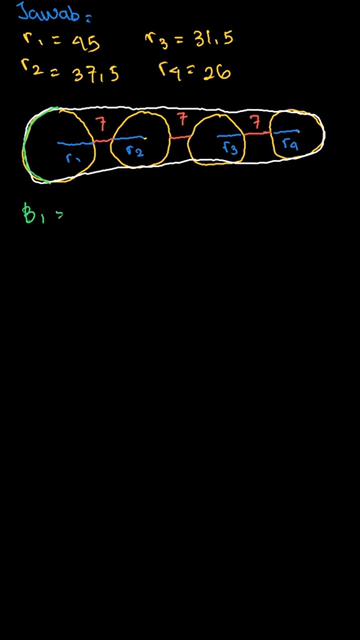 Jawab =
r₁ = 45 r₃ = 31,5
r₂ = 37,5 r₄ = 26
7 7 7
r₁ r₂ r₃ r₄
B₁ =